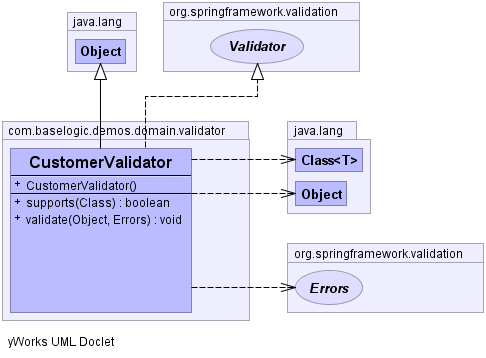 java.lang
Object
org.springframework.validation
Validator
com.baselogic.demos.domain.validator
CustomerValidator
+ CustomerValidator()
+ supports(Class) : boolean
+ validate(Object, Errors) : void
java.lang
Class<T>
Object
org.springframework.validation
Errors
yWorks UML Doclet